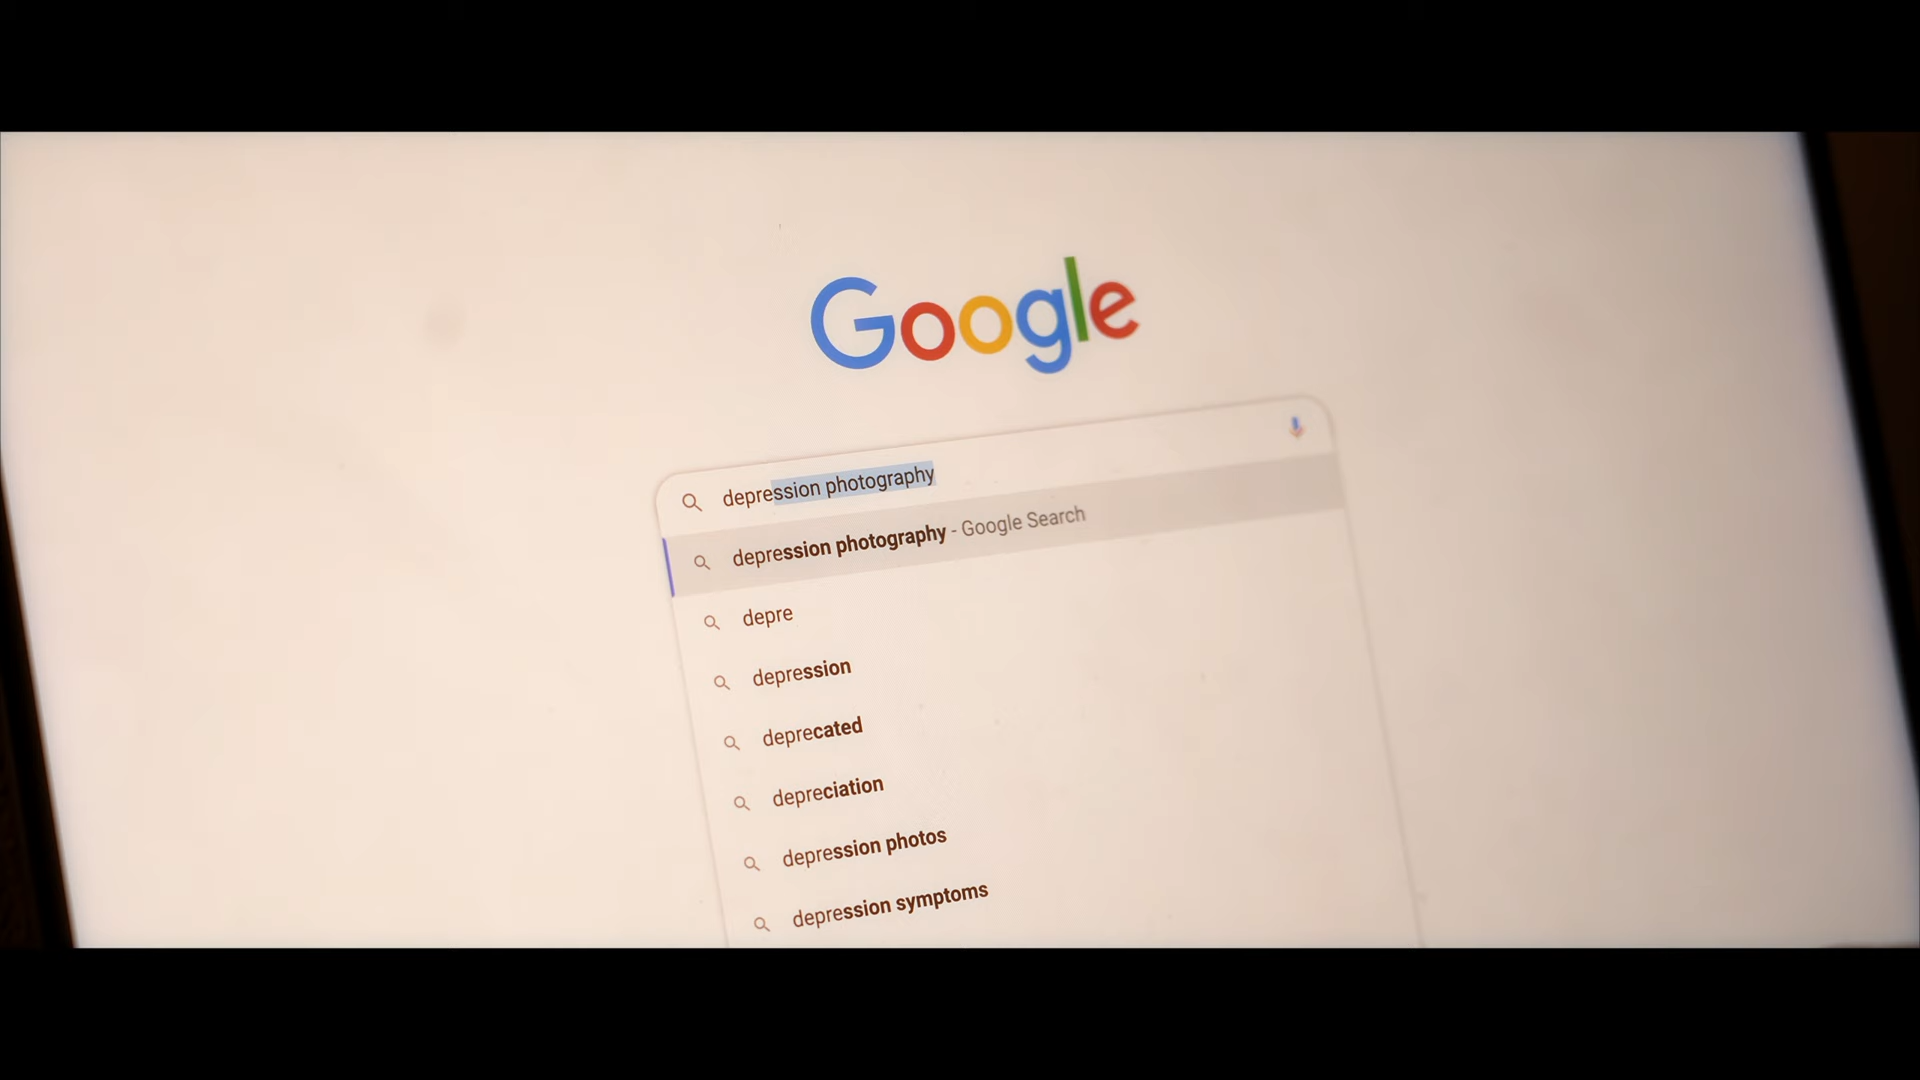 Google
depression photography
depression photography - Google Search
depre
depression
deprecated
depreciation
depression photos
depression symptoms